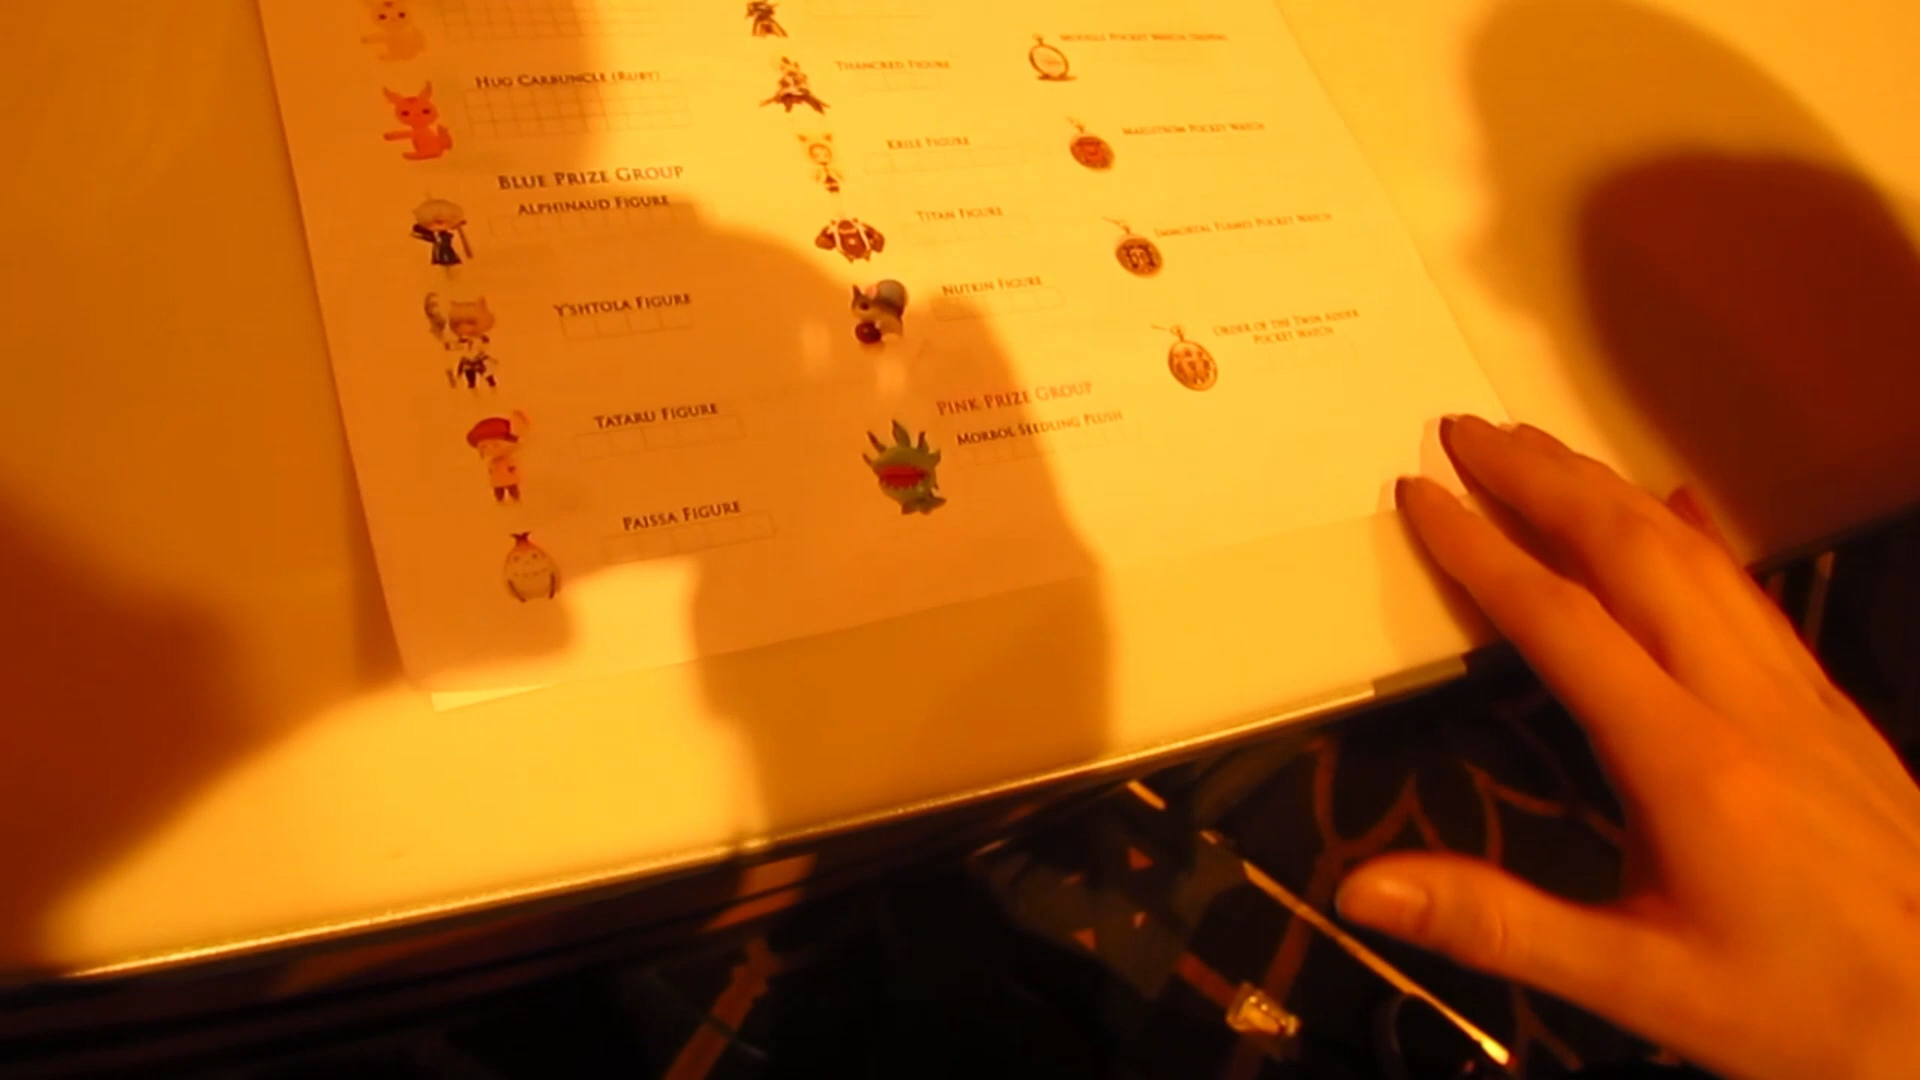 HUG CARBUNCLE (RUBY)
BLUE PRIZE GROUP
ALPHINAUD FIGURE
Y'SHTOLA FIGURE
TATARU FIGURE
PAISSA FIGURE
THANCRED FIGURE
KRILE FIGURE
TITAN FIGURE
NUTKIN FIGURE
PINK PRIZE GROUP
MORBOL SEEDLING PLUSH
POCKET WATCH
MAELSTROM POCKET WATCH
IMMORTAL FLAMES POCKET WATCH
ORDER OF THE TWIN ADDER
POCKET WATCH